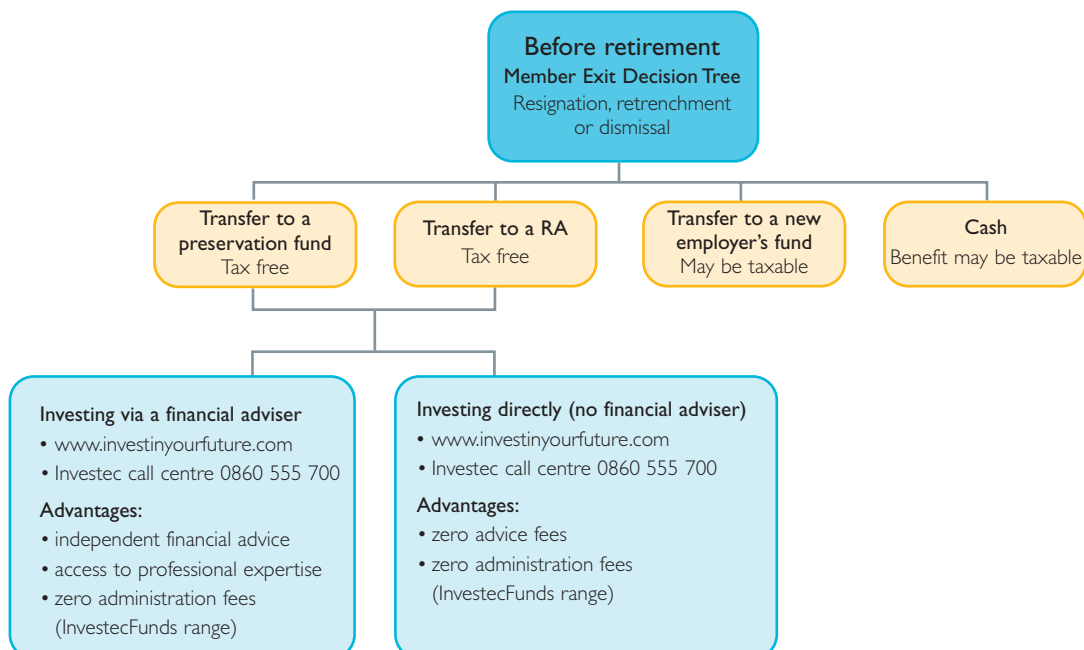 Before retirement
Member Exit Decision Tree
Resignation, retrenchment
or dismissal
Transfer to a
preservation fund
Tax free
Transfer to a RA
Tax free
Transfer to a new
employer's fund
May be taxable
Cash
Benefit may be taxable
Investing via a financial adviser
• www.investinyourfuture.com
• Investec call centre 0860 555 700
Advantages:
• independent financial advice
• access to professional expertise
• zero administration fees
(InvestecFunds range)
Investing directly (no financial adviser)
• www.investinyourfuture.com
• Investec call centre 0860 555 700
Advantages:
• zero advice fees
• zero administration fees
(InvestecFunds range)